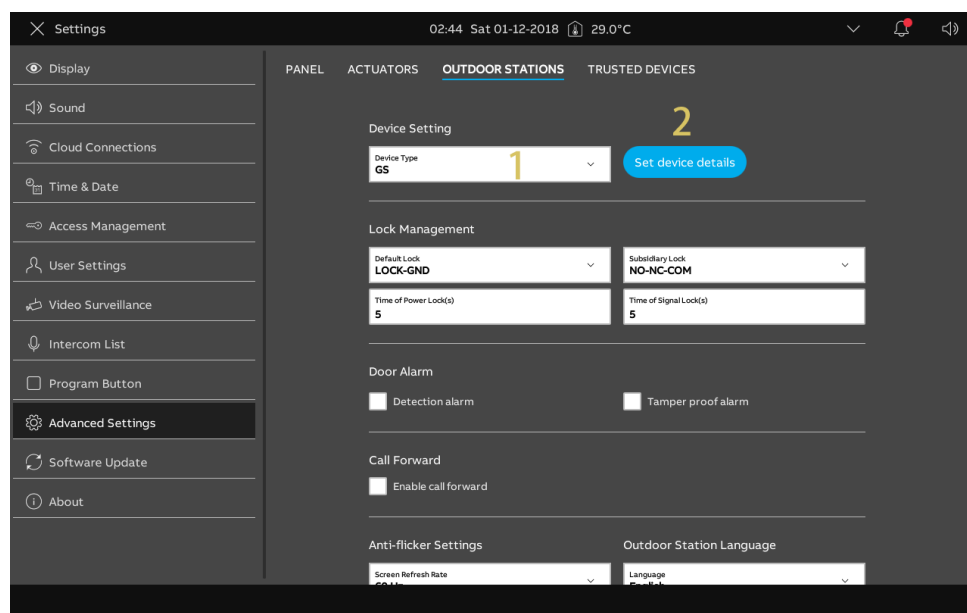 Settings
02:44 Sat 01-12-2018 29.0°C
Display
Sound
Cloud Connections
Time & Date
Access Management
User Settings
Video Surveillance
Intercom List
Program Button
Advanced Settings
Software Update
About
PANEL ACTUATORS OUTDOOR STATIONS TRUSTED DEVICES
Device Setting
2
Device Type
GS
1
Set device details
Lock Management
Default Lock
LOCK-GND
Subsidiary Lock
NO-NC-COM
Time of Power Lock(s)
5
Time of Signal Lock(s)
5
Door Alarm
Detection alarm
Tamper proof alarm
Call Forward
Enable call forward
Anti-flicker Settings
Outdoor Station Language
Screen Refresh Rate
Language
English